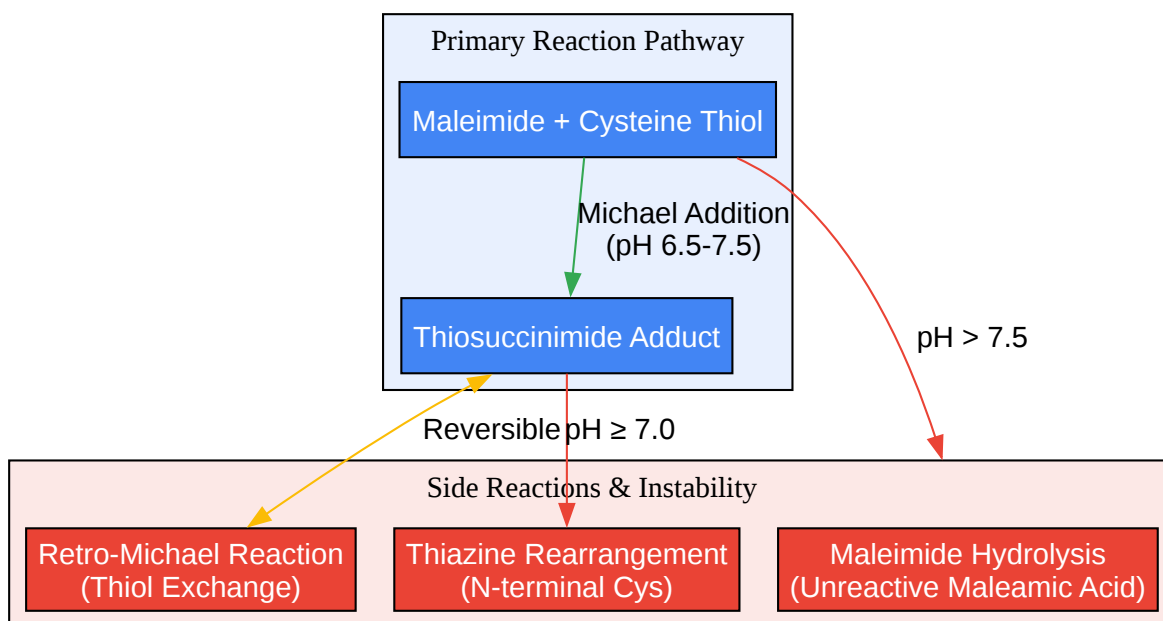 Primary Reaction Pathway
Maleimide + Cysteine Thiol
Michael Addition
(pH 6.5-7.5)
pH > 7.5
Thiosuccinimide Adduct
Reversible
pH ≥ 7.0
Side Reactions & Instability
Retro-Michael Reaction
(Thiol Exchange)
Thiazine Rearrangement
(N-terminal Cys)
Maleimide Hydrolysis
(Unreactive Maleamic Acid)